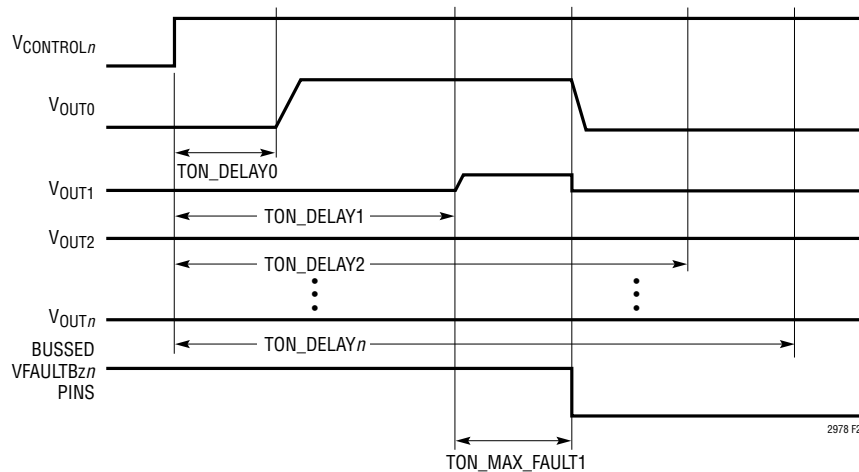 VCONTROLn
VOUT0
TON_DELAY0
VOUT1
TON_DELAY1
VOUT2
TON_DELAY2
VOUTn
TON_DELAYn
BUSSED
VFAULTBzn
PINS
2978 F2
TON_MAX_FAULT1